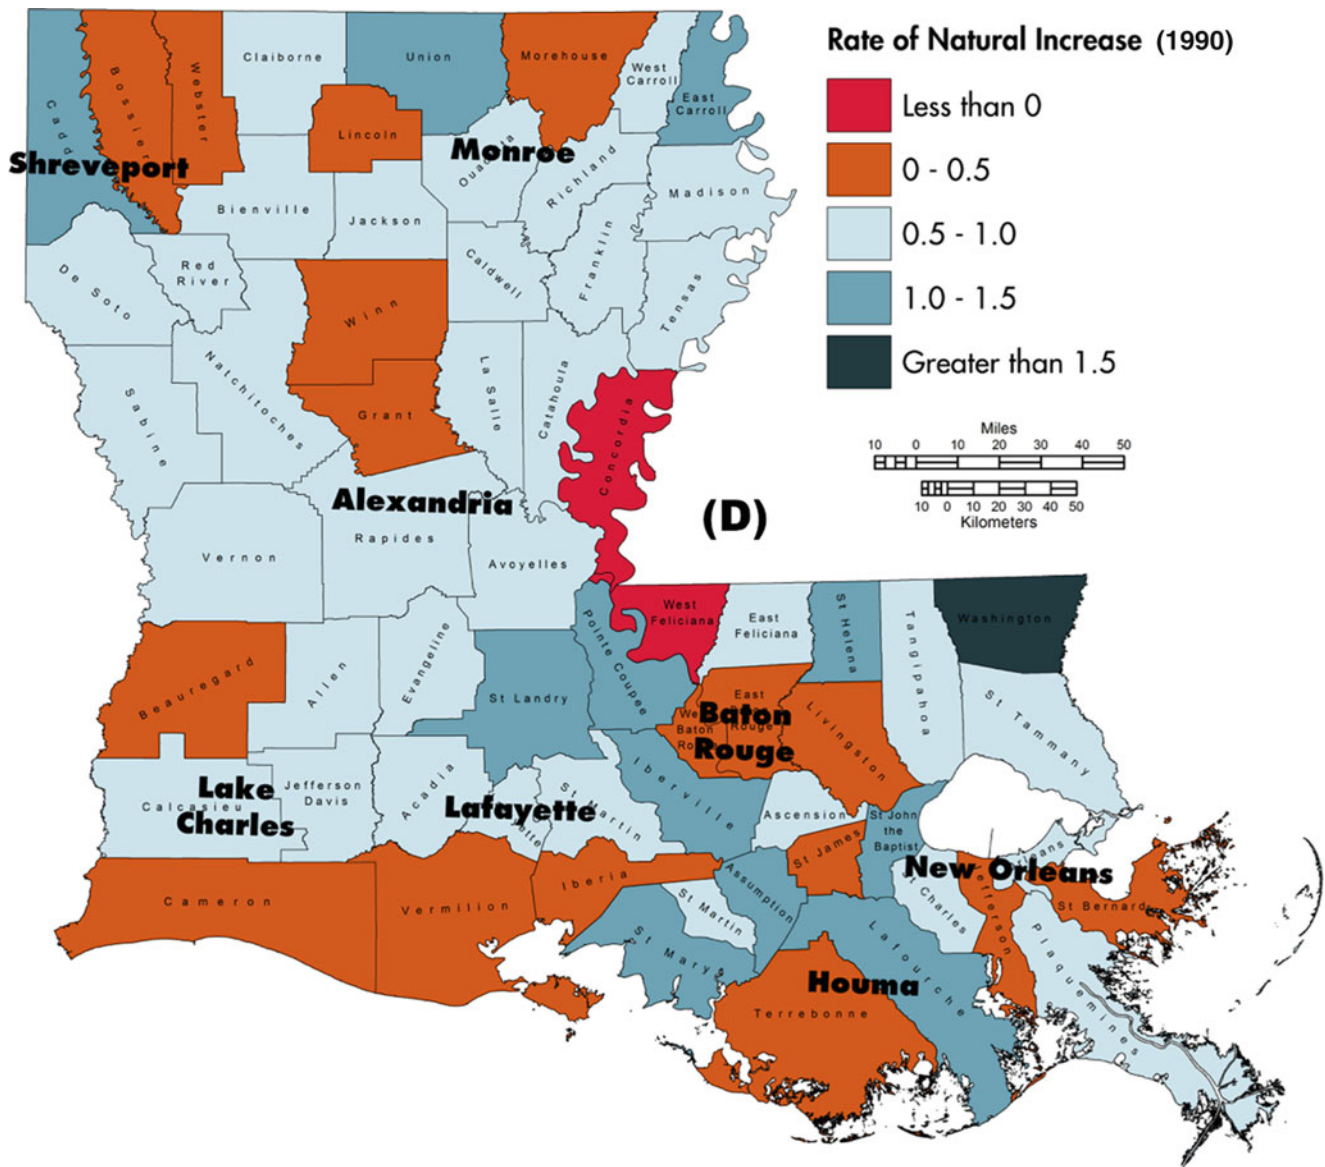 Rate of Natural Increase (1990)
Less than 0
0 - 0.5
0.5 - 1.0
1.0 - 1.5
Greater than 1.5
Miles
10 0 10 20 30 40 50
10 0 10 20 30 40 50
Kilometers
(D)
Caddo
Bossier
Webster
Claiborne
Union
Morehouse
West
Carroll
East
Carroll
Lincoln
Shreveport
Monroe
Ouachita
Richland
Madison
Bienville
Jackson
De Soto
Red
River
Caldwell
Franklin
Tensas
Winn
Natchitoches
Sabine
Grant
La Salle
Catahoula
Concordia
Alexandria
Vernon
Rapides
Avoyelles
West
Feliciana
East
Feliciana
St Helena
Tangipahoa
Washington
Pointe Coupee
Beauregard
Allen
Evangeline
St Landry
East
Rouge
We
Baton
Ro
Baton
Rouge
Livingston
St Tammany
Lake
Charles
Calcasieu
Jefferson
Davis
Acadia
Lafayette
St Martin
Iberville
Ascension
St John
the
Baptist
St James
New Orleans
St Charles
Jefferson
St Bernard
Cameron
Vermilion
Iberia
Assumption
St Martin
St Mary
Lafourche
Plaquemines
Houma
Terrebonne